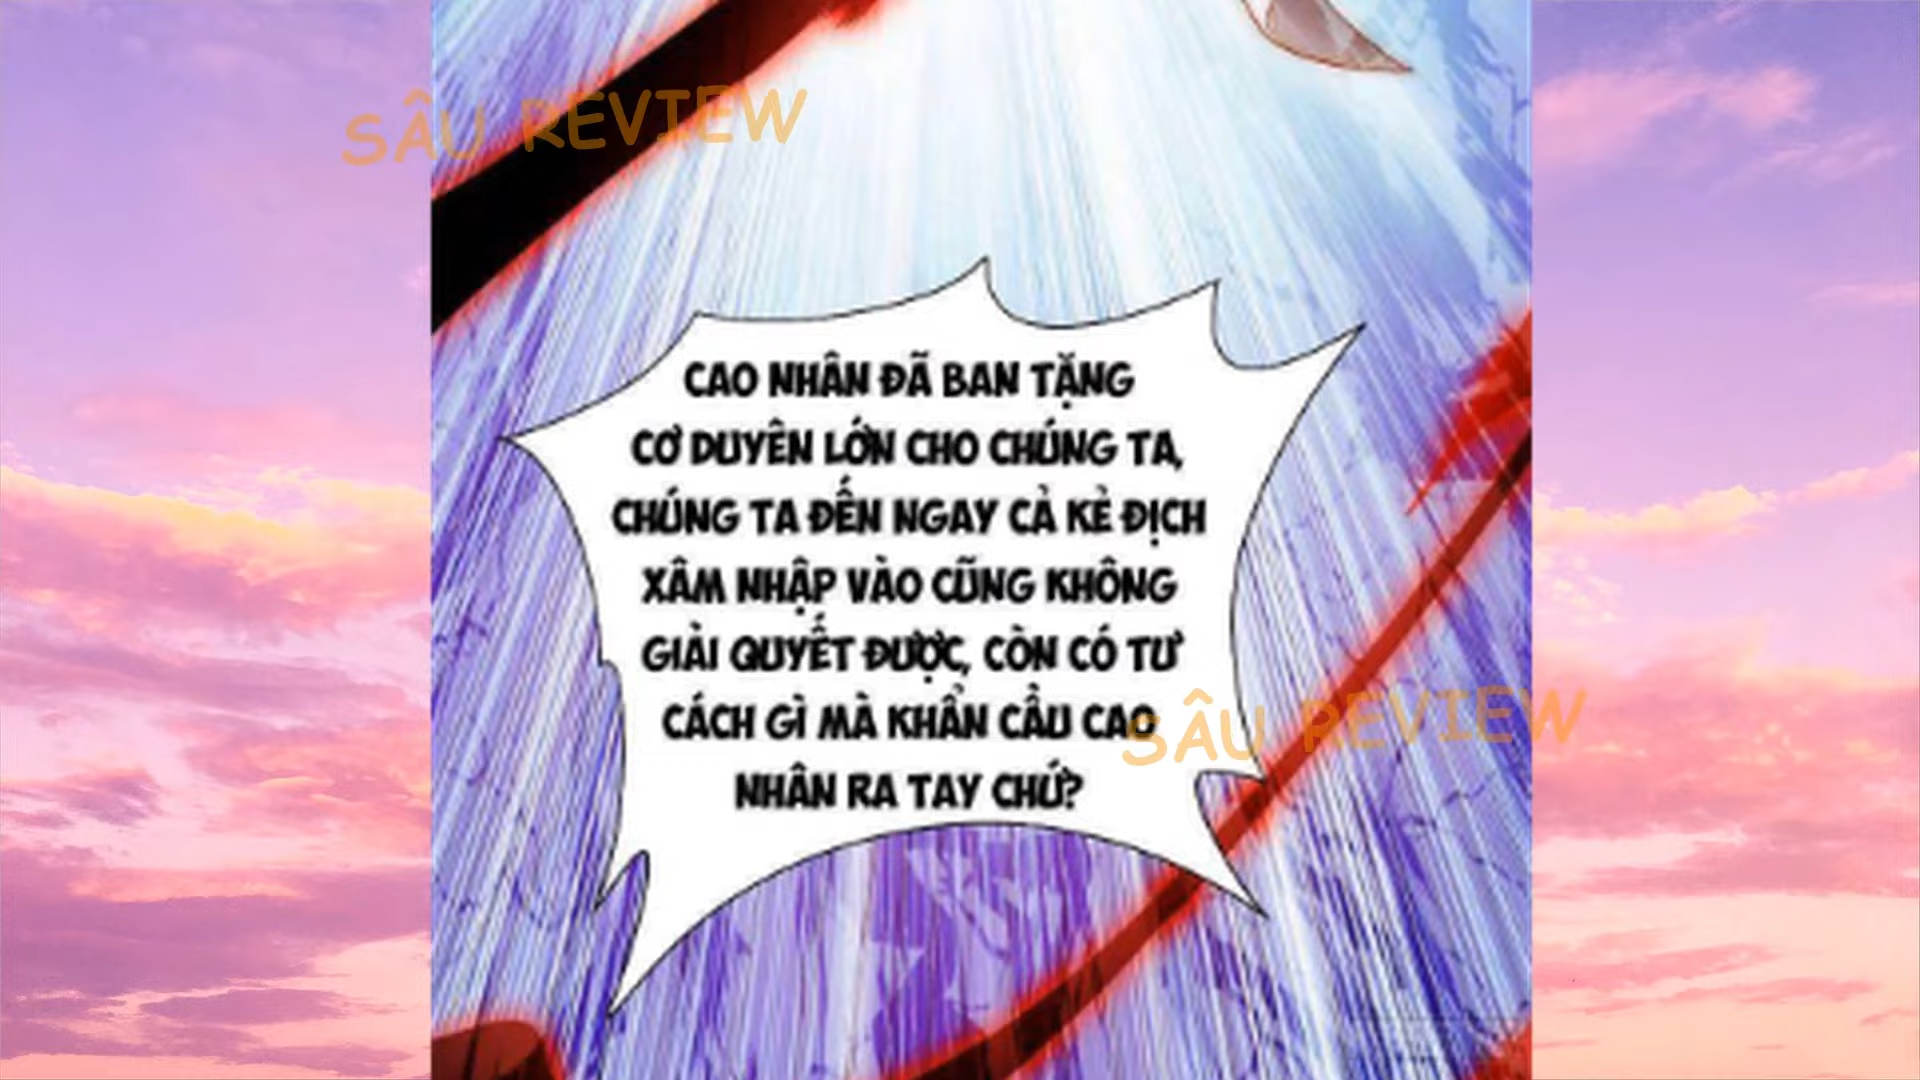 SÂU REVIEW
CAO NHÂN ĐÃ BAN TẶNG
CƠ DUYÊN LỚN CHO CHÚNG TA,
CHÚNG TA ĐẾN NGAY CẢ KẺ ĐỊCH
XÂM NHẬP VÀO CŨNG KHÔNG
GIẢI QUYẾT ĐƯỢC, CÒN CÓ TƯ
CÁCH GÌ MÀ KHẨN CẦU CAO
NHÂN RA TAY CHỨ?
SÂU REVIEW